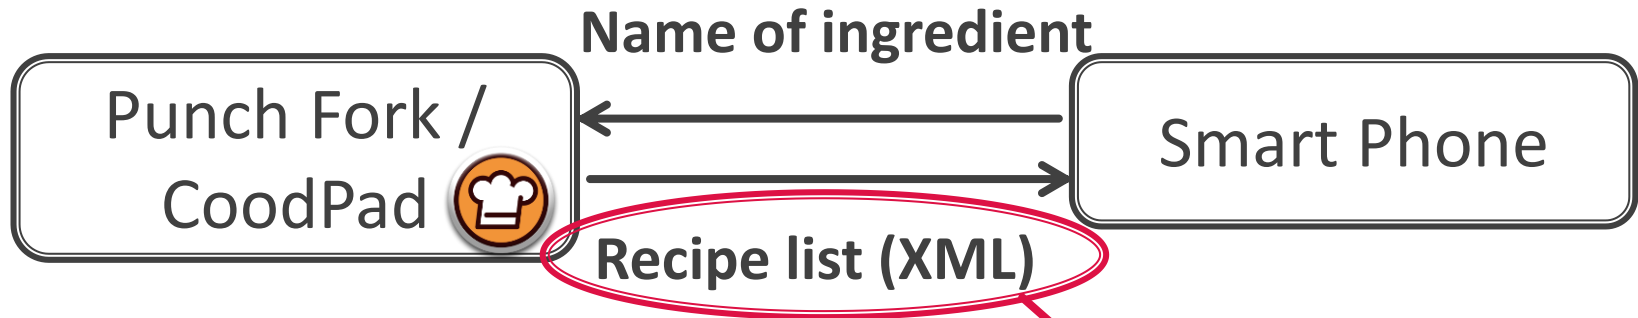 Name of ingredient
Punch Fork /
CoodPad
Smart Phone
Recipe list (XML)